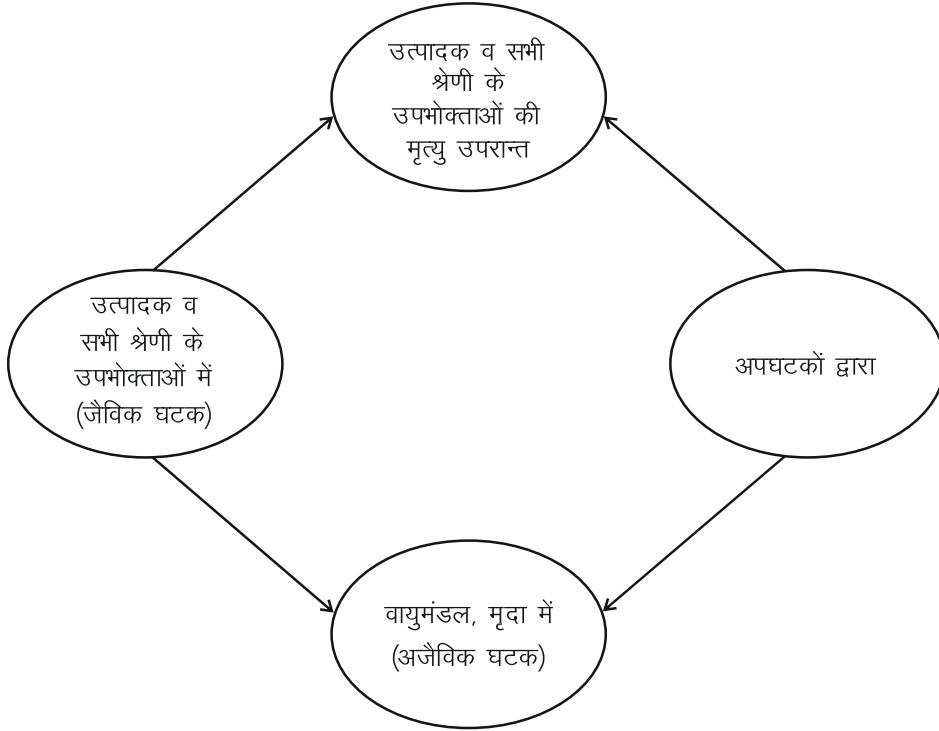 उत्पादक व सभी
श्रेणी के
उपभोक्ताओं की
मृत्यु उपरान्त
उत्पादक व
सभी श्रेणी के
उपभोक्ताओं में
(जैविक घटक)
अपघटकों द्वारा
वायुमंडल, मृदा में
(अजैविक घटक)